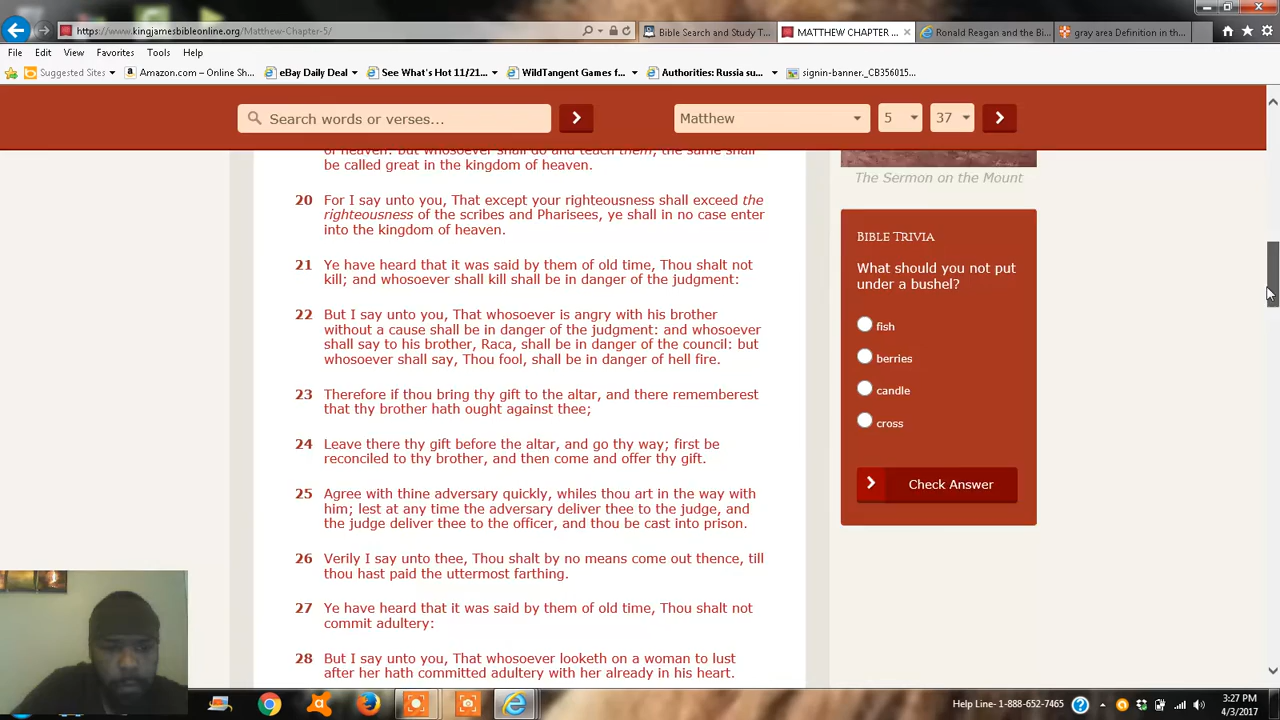 https://www.kingjamesbibleonline.org/Matthew-Chapter-5/
Bible Search and Study T...
MATTHEW CHAPTER ...
Ronald Reagan and the Bi...
gray area Definition in th...
File Edit View Favorites Tools Help
Suggested Sites
Amazon.com – Online Sh...
eBay Daily Deal
See What's Hot 11/21...
WildTangent Games f...
Authorities: Russia su...
signin-banner._CB356015...
Search words or verses...
Matthew 5 37
of heaven: but whosoever shall do and teach them, the same shall
be called great in the kingdom of heaven.
20 For I say unto you, That except your righteousness shall exceed the
righteousness of the scribes and Pharisees, ye shall in no case enter
into the kingdom of heaven.
21 Ye have heard that it was said by them of old time, Thou shalt not
kill; and whosoever shall kill shall be in danger of the judgment:
22 But I say unto you, That whosoever is angry with his brother
without a cause shall be in danger of the judgment: and whosoever
shall say to his brother, Raca, shall be in danger of the council: but
whosoever shall say, Thou fool, shall be in danger of hell fire.
23 Therefore if thou bring thy gift to the altar, and there rememberest
that thy brother hath ought against thee;
24 Leave there thy gift before the altar, and go thy way; first be
reconciled to thy brother, and then come and offer thy gift.
25 Agree with thine adversary quickly, whiles thou art in the way with
him; lest at any time the adversary deliver thee to the judge, and
the judge deliver thee to the officer, and thou be cast into prison.
26 Verily I say unto thee, Thou shalt by no means come out thence, till
thou hast paid the uttermost farthing.
27 Ye have heard that it was said by them of old time, Thou shalt not
commit adultery:
28 But I say unto you, That whosoever looketh on a woman to lust
after her hath committed adultery with her already in his heart.
The Sermon on the Mount
BIBLE TRIVIA
What should you not put
under a bushel?
fish
berries
candle
cross
Check Answer
Help Line- 1-888-652-7465
3:27 PM
4/3/2017